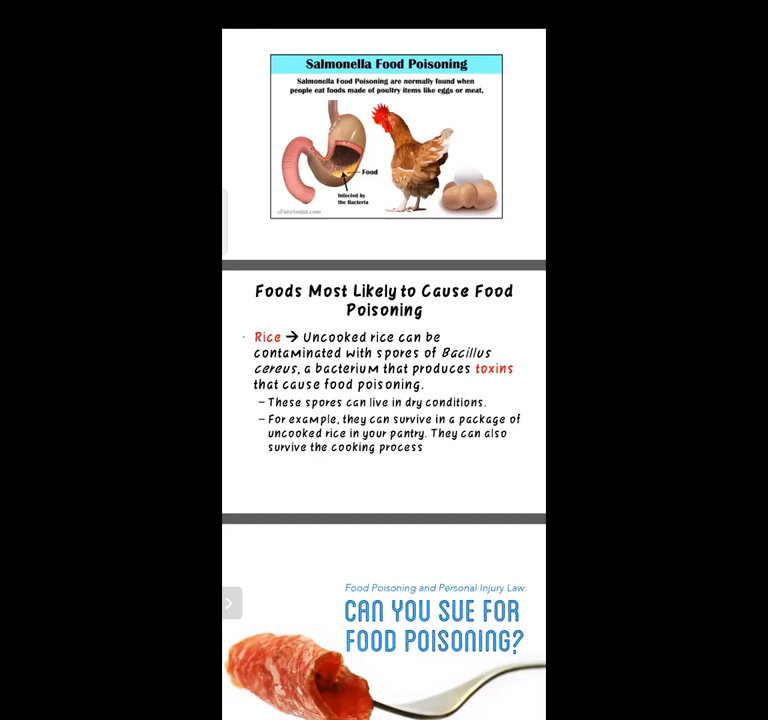 Salmonella Food Poisoning
Salmonella Food Poisoning are normally found when
people eat foods made of poultry items like eggs or meat,
Food
Infected by
the Bacteria
ePainAssist.com
Foods Most Likely to Cause Food
Poisoning
• Rice → Uncooked rice can be
contaminated with spores of Bacillus
cereus, a bacterium that produces toxins
that cause food poisoning.
– These spores can live in dry conditions.
– For example, they can survive in a package of
uncooked rice in your pantry. They can also
survive the cooking process
Food Poisoning and Personal Injury Law:
CAN YOU SUE FOR
FOOD POISONING?